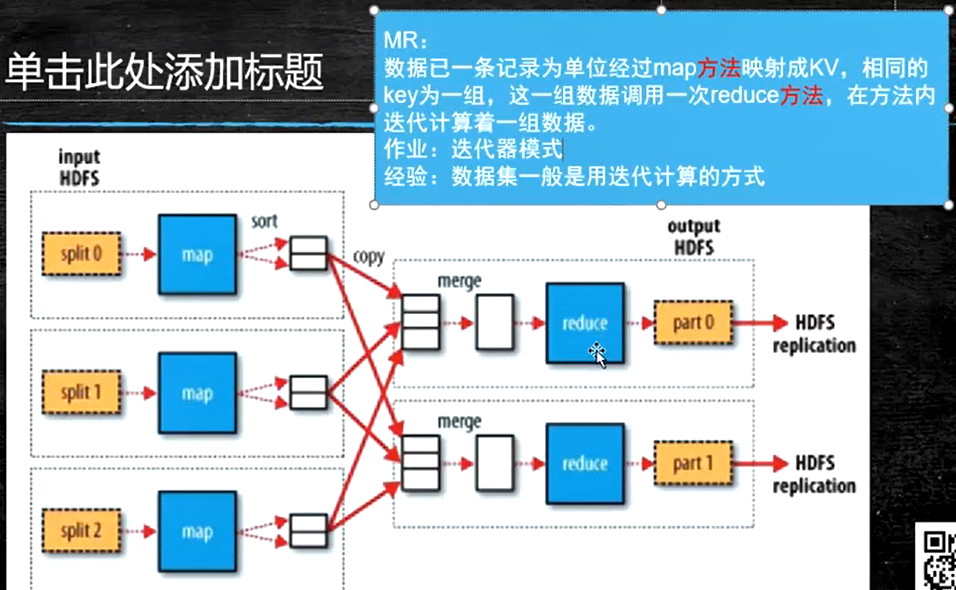 单击此处添加标题
MR：
数据已一条记录为单位经过map方法映射成KV，相同的
key为一组，这一组数据调用一次reduce方法，在方法内
迭代计算着一组数据。
作业：迭代器模式
经验：数据集一般是用迭代计算的方式
input
HDFS
split 0
map
sort
copy
split 1
map
split 2
map
output
HDFS
merge
reduce
part 0
HDFS
replication
merge
reduce
part 1
HDFS
replication